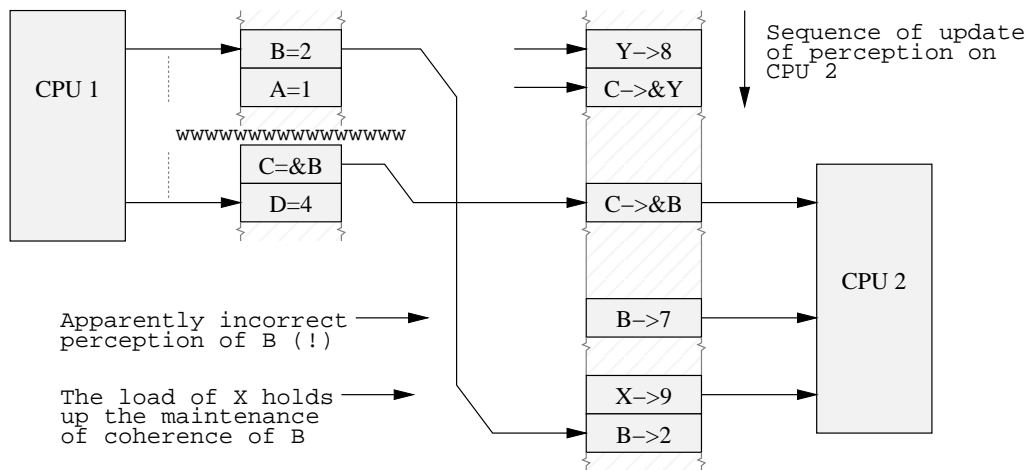 CPU 1
B=2
A=1
wwwwwwwwwwwwwwww
C=&B
D=4
Y->8
C->&Y
C->&B
B->7
X->9
B->2
Sequence of update
of perception on
CPU 2
CPU 2
Apparently incorrect
perception of B (!)
The load of X holds
up the maintenance
of coherence of B